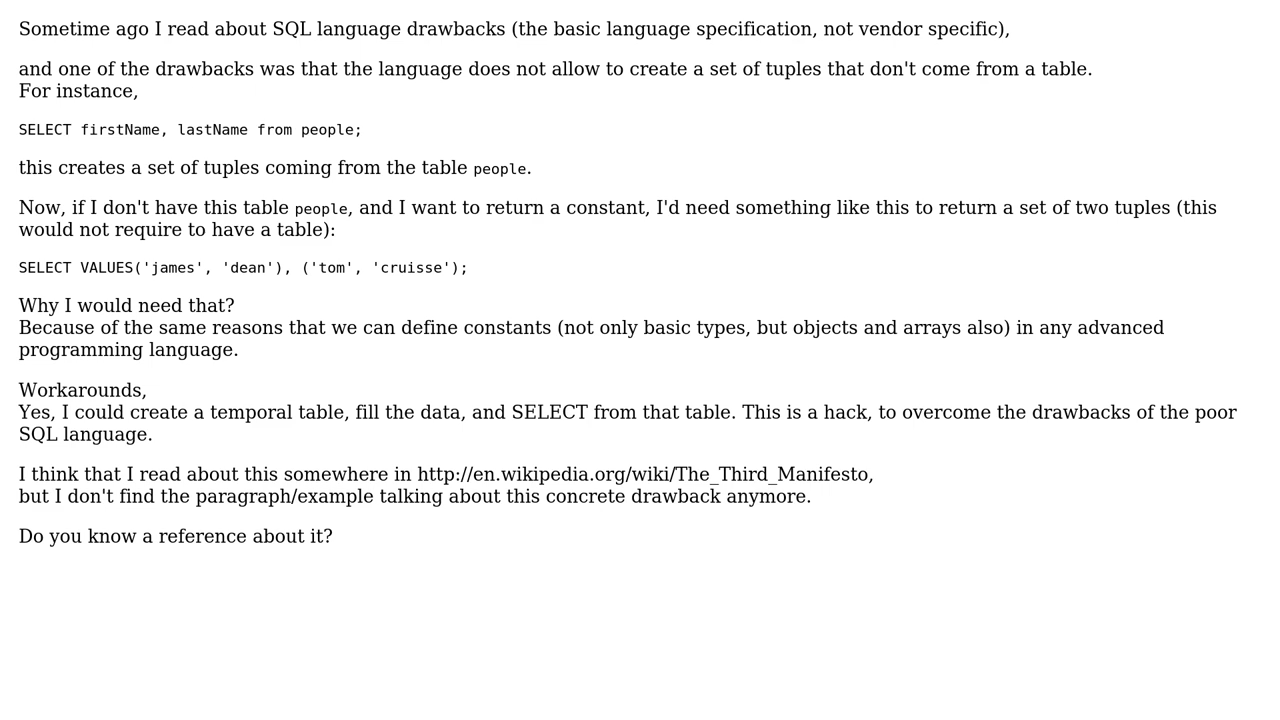 Sometime ago I read about SQL language drawbacks (the basic language specification, not vendor specific),
and one of the drawbacks was that the language does not allow to create a set of tuples that don't come from a table.
For instance,
SELECT firstName, lastName from people;
this creates a set of tuples coming from the table people.
Now, if I don't have this table people, and I want to return a constant, I'd need something like this to return a set of two tuples (this
would not require to have a table):
SELECT VALUES('james', 'dean'), ('tom', 'cruisse');
Why I would need that?
Because of the same reasons that we can define constants (not only basic types, but objects and arrays also) in any advanced
programming language.
Workarounds,
Yes, I could create a temporal table, fill the data, and SELECT from that table. This is a hack, to overcome the drawbacks of the poor
SQL language.
I think that I read about this somewhere in http://en.wikipedia.org/wiki/The_Third_Manifesto,
but I don't find the paragraph/example talking about this concrete drawback anymore.
Do you know a reference about it?